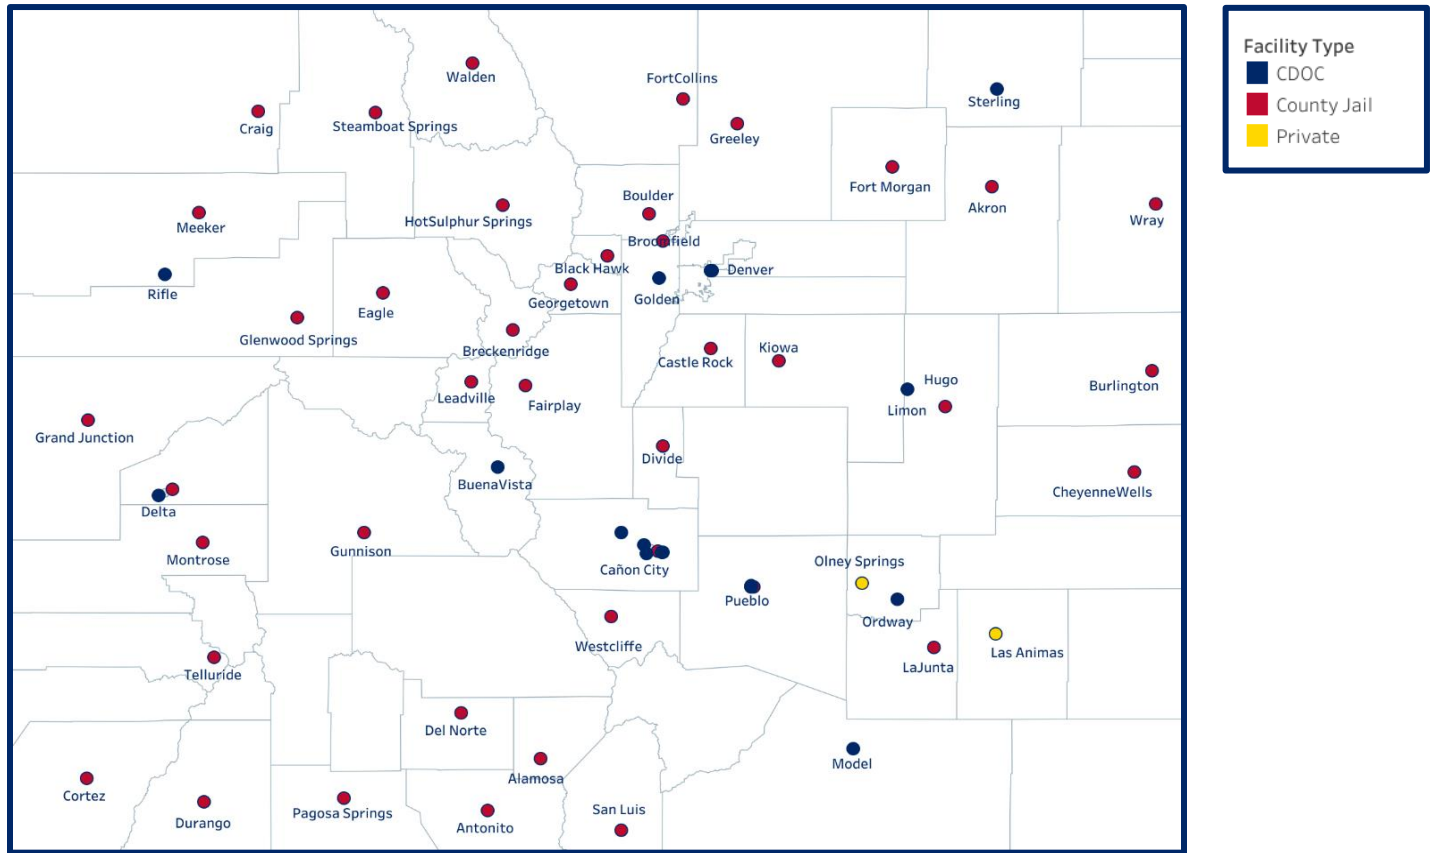 Facility Type
CDOC
County Jail
Private
Walden
FortCollins
Sterling
Craig
Steamboat Springs
Greeley
Fort Morgan
Akron
Wray
Boulder
Meeker
HotSulphur Springs
Broomfield
Black Hawk
Denver
Rifle
Georgetown
Golden
Eagle
Glenwood Springs
Breckenridge
Castle Rock
Kiowa
Hugo
Burlington
Leadville
Fairplay
Limon
Grand Junction
Divide
BuenaVista
CheyenneWells
Delta
Montrose
Gunnison
Cañon City
Olney Springs
Pueblo
Ordway
Westcliffe
Las Animas
LaJunta
Telluride
Del Norte
Model
Alamosa
Cortez
Durango
Pagosa Springs
Antonito
San Luis